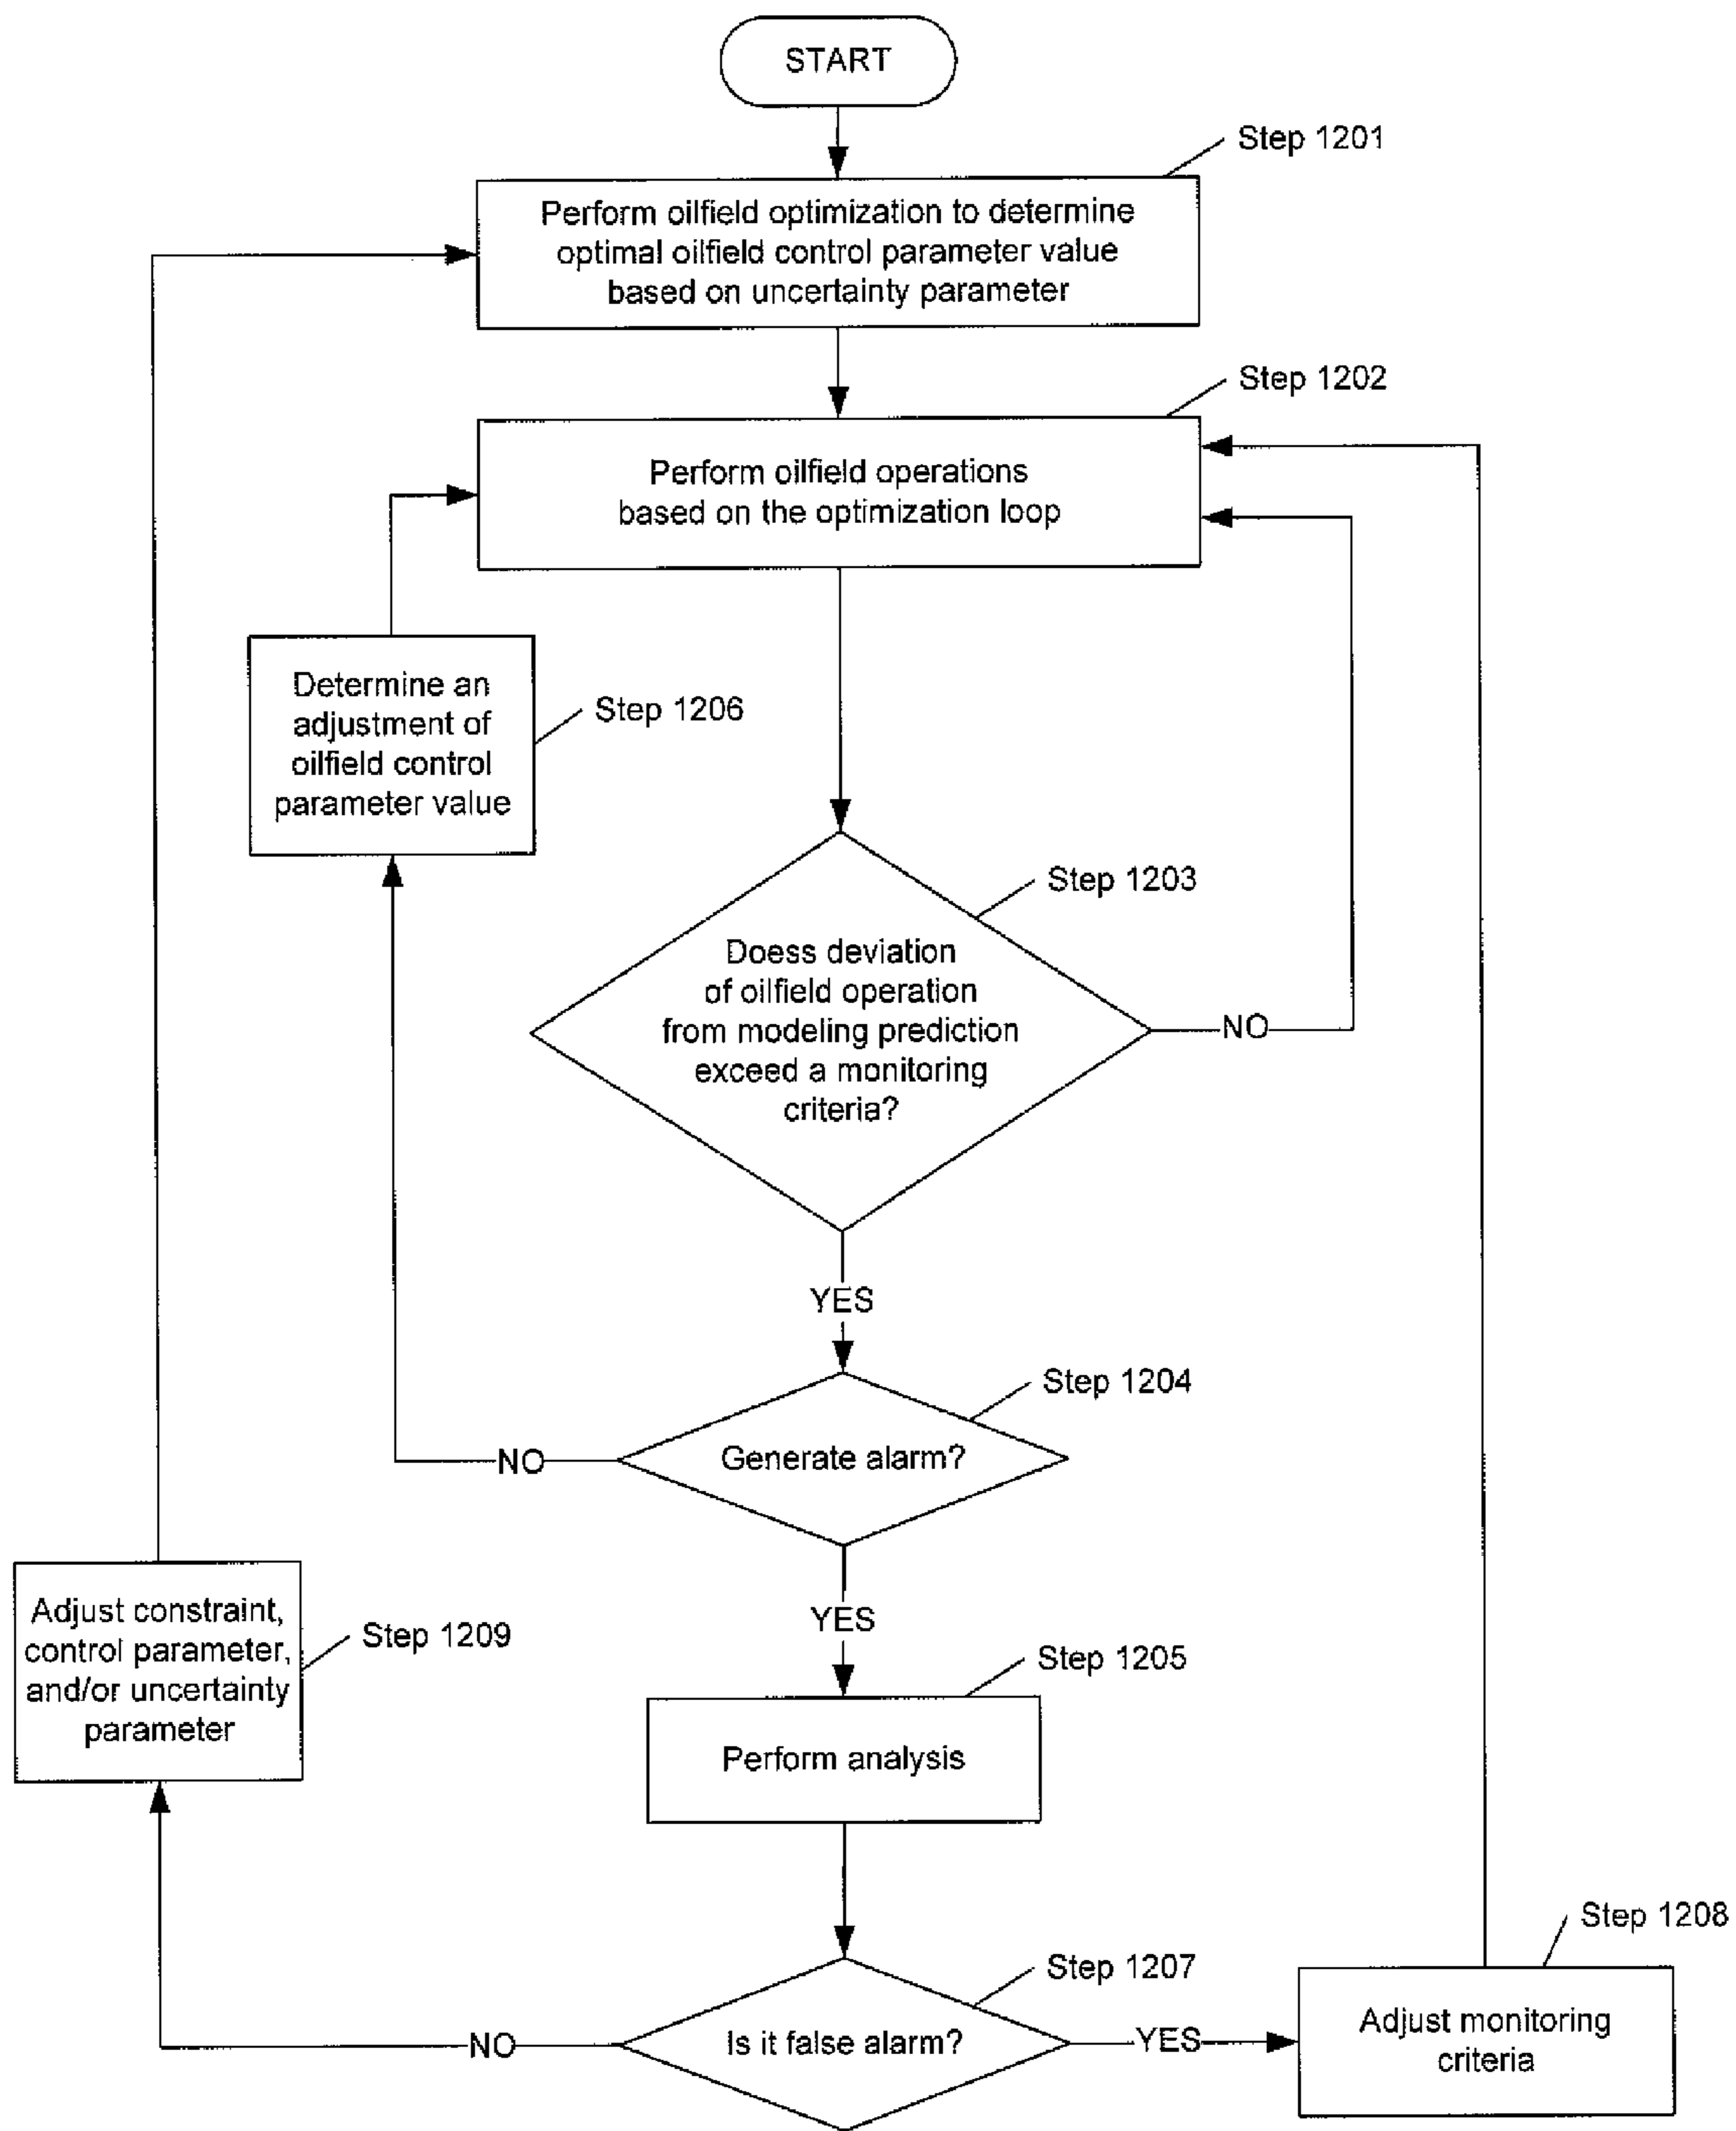 START
Step 1201
Perform oilfield optimization to determine
optimal oilfield control parameter value
based on uncertainty parameter
Step 1202
Perform oilfield operations
based on the optimization loop
Determine an
adjustment of
oilfield control
parameter value
Step 1206
Step 1203
Doess deviation
of oilfield operation
from modeling prediction
exceed a monitoring
criteria?
NO
YES
Step 1204
Generate alarm?
NO
YES
Adjust constraint,
control parameter,
and/or uncertainty
parameter
Step 1209
Step 1205
Perform analysis
Step 1207
Is it false alarm?
NO
YES
Step 1208
Adjust monitoring
criteria